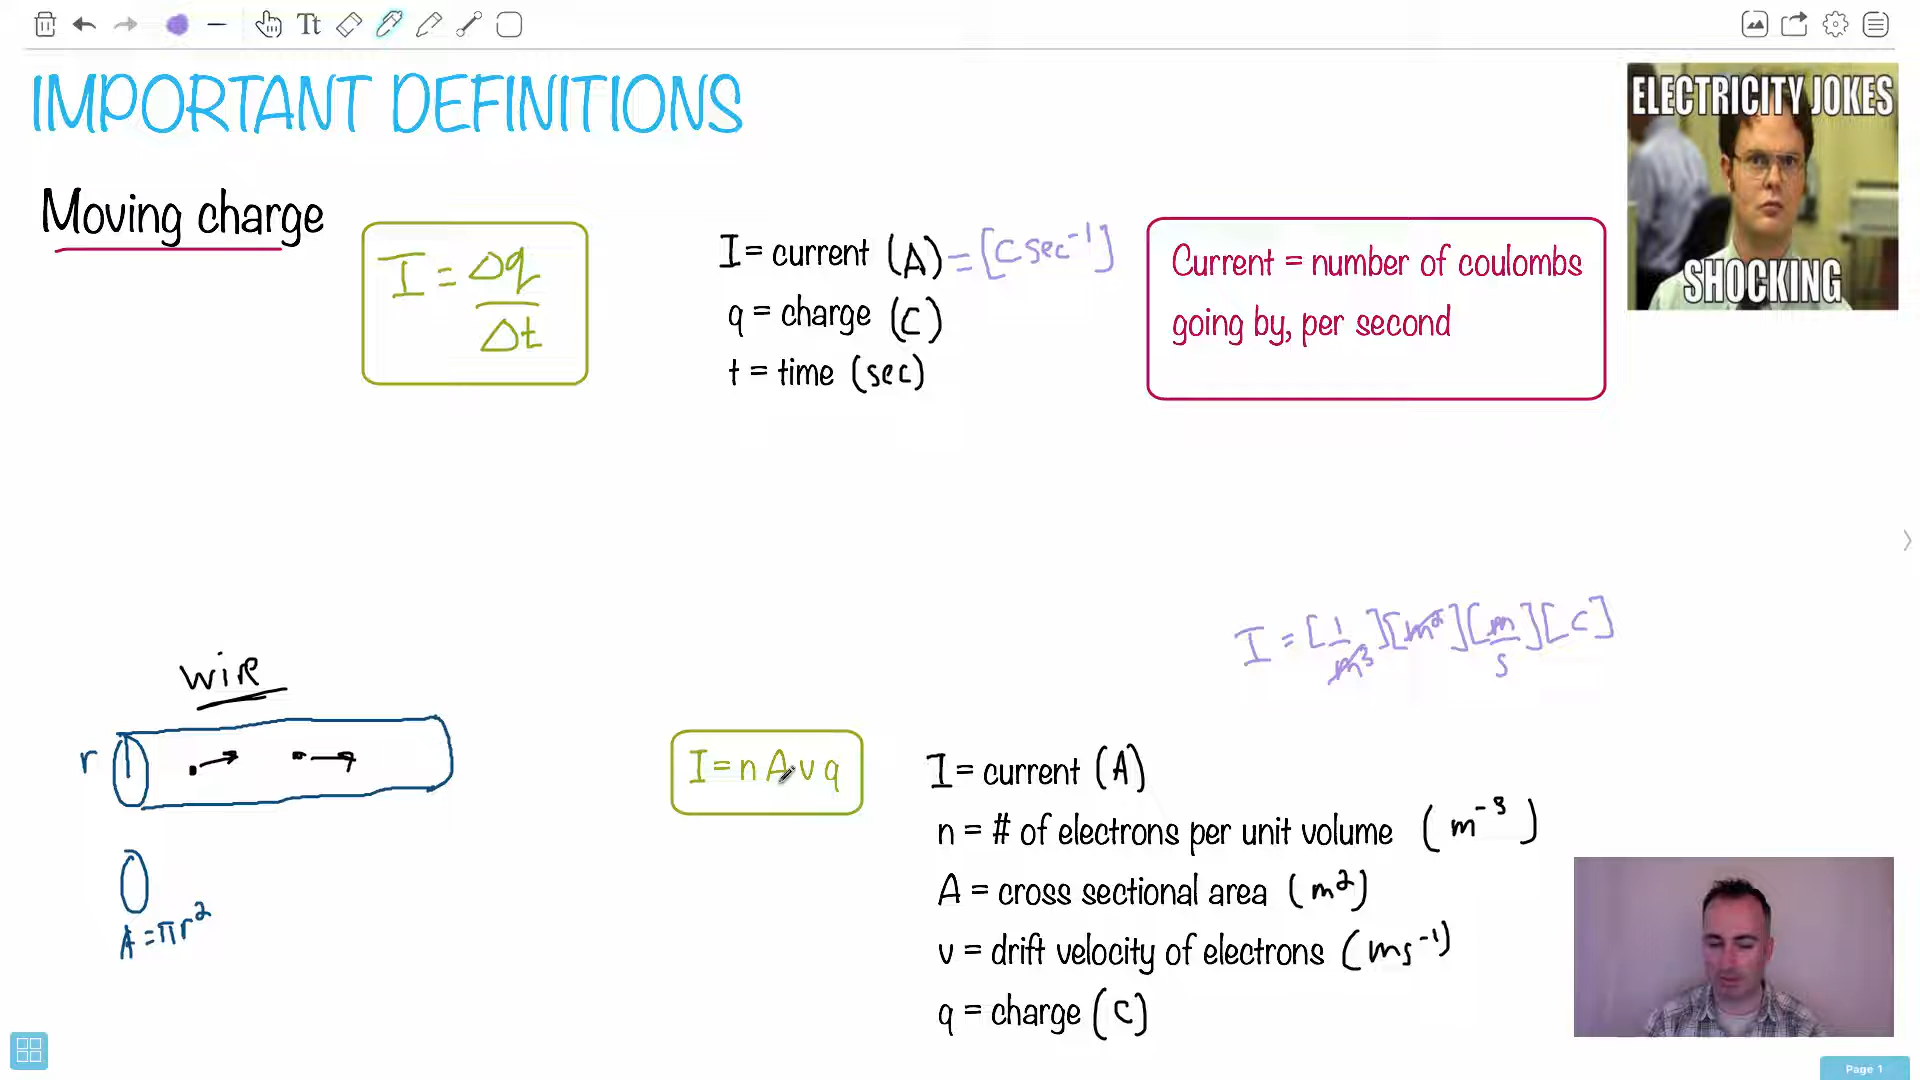 Tt
IMPORTANT DEFINITIONS
ELECTRICITY JOKES
SHOCKING
Moving charge
I = Δq
Δt
I = current (A) = [C sec⁻¹]
q = charge (C)
t = time (sec)
Current = number of coulombs
going by, per second
I = [1/m³][m²][m/s][C]
wire
r
A = πr²
I = n A v q
I = current (A)
n = # of electrons per unit volume (m⁻³)
A = cross sectional area (m²)
v = drift velocity of electrons (ms⁻¹)
q = charge (C)
Page 1